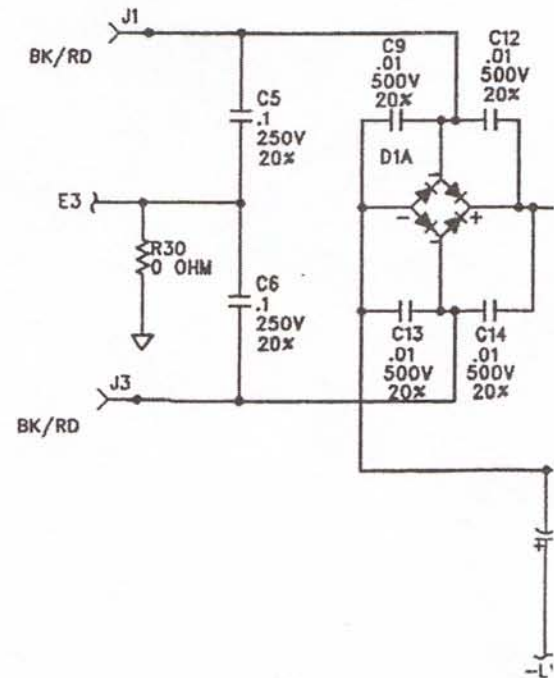 J1
BK/RD
C5
.1
250V
20%
C9
.01
500V
20%
C12
.01
500V
20%
D1A
-
-
+
-
E3
R30
0 OHM
C6
.1
250V
20%
C13
.01
500V
20%
C14
.01
500V
20%
J3
BK/RD
+